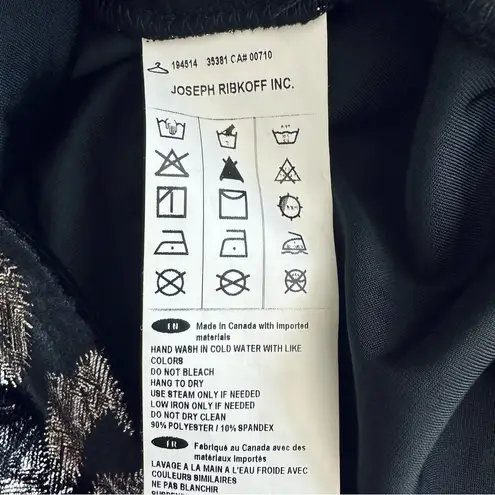 194514 35381 CA# 00710
JOSEPH RIBKOFF INC.
EN Made in Canada with imported
materials
HAND WASH IN COLD WATER WITH LIKE
COLORS
DO NOT BLEACH
HANG TO DRY
USE STEAM ONLY IF NEEDED
LOW IRON ONLY IF NEEDED
DO NOT DRY CLEAN
90% POLYESTER / 10% SPANDEX
FR Fabriqué au Canada avec des
matériaux importés
LAVAGE A LA MAIN A L'EAU FROIDE AVEC
COULEURS SIMILAIRES
NE PAS BLANCHIR